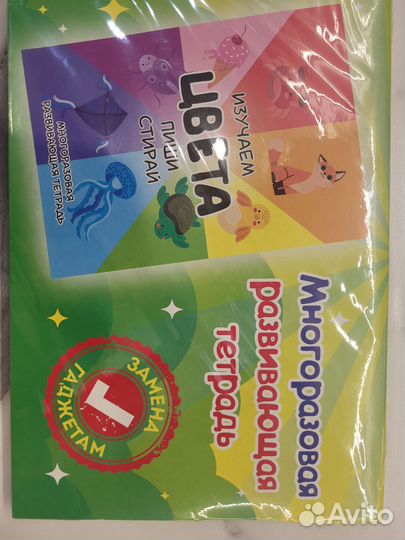 ИЗУЧАЕМ
ЦВЕТА
ПИШИ
СТИРАЙ
МНОГОРАЗОВАЯ
РАЗВИВАЮЩАЯ ТЕТРАДЬ
Многоразовая
развивающая
тетрадь
ЗАМЕНА
ГАДЖЕТАМ
Avito